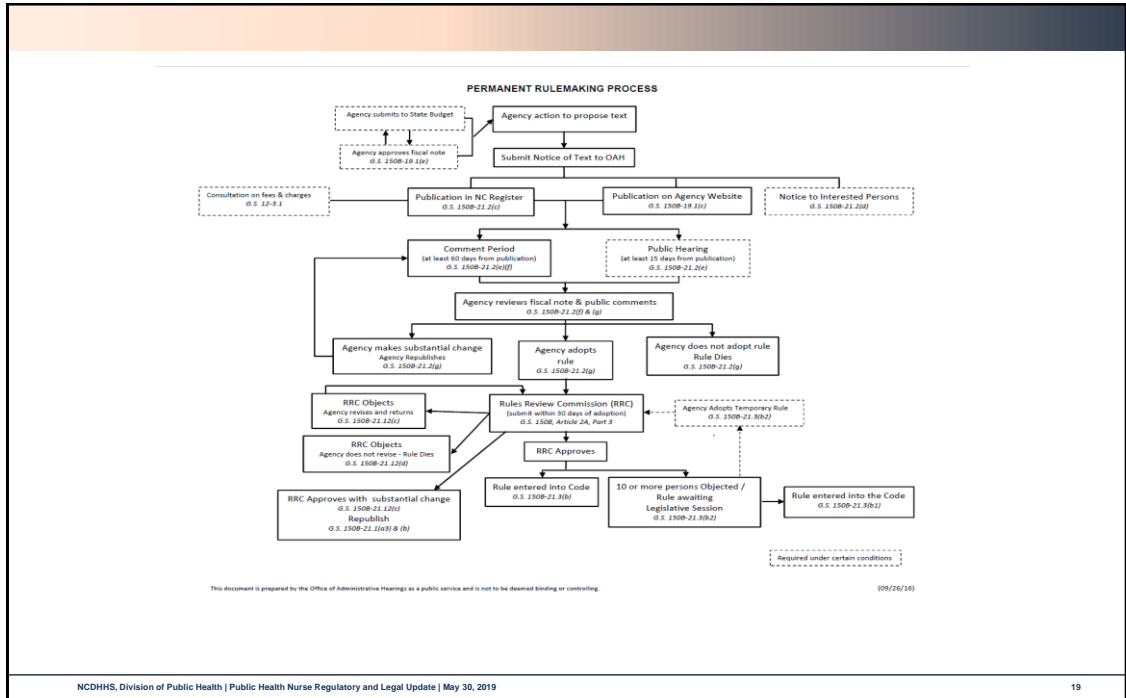 PERMANENT RULEMAKING PROCESS
Agency submits to State Budget
Agency action to propose text
Agency approves fiscal note
G.S. 150B-19.1(e)
Submit Notice of Text to OAH
Consultation on fees & charges
G.S. 12-3.1
Publication in NC Register
G.S. 150B-21.2(c)
Publication on Agency Website
G.S. 150B-19.1(c)
Notice to Interested Persons
G.S. 150B-21.2(d)
Comment Period
(at least 60 days from publication)
G.S. 150B-21.2(e)(f)
Public Hearing
(at least 15 days from publication)
G.S. 150B-21.2(e)
Agency reviews fiscal note & public comments
G.S. 150B-21.2(f) & (g)
Agency makes substantial change
Agency Republishes
G.S. 150B-21.2(g)
Agency adopts
rule
G.S. 150B-21.2(g)
Agency does not adopt rule
Rule Dies
G.S. 150B-21.2(g)
RRC Objects
Agency revises and returns
G.S. 150B-21.12(c)
Rules Review Commission (RRC)
(submit within 30 days of adoption)
G.S. 150B, Article 2A, Part 3
Agency Adopts Temporary Rule
G.S. 150B-21.3(b2)
RRC Objects
Agency does not revise - Rule Dies
G.S. 150B-21.12(d)
RRC Approves
RRC Approves with substantial change
G.S. 150B-21.12(c)
Republish
G.S. 150B-21.1(a3) & (b)
Rule entered into Code
G.S. 150B-21.3(b)
10 or more persons Objected /
Rule awaiting
Legislative Session
G.S. 150B-21.3(b2)
Rule entered into the Code
G.S. 150B-21.3(b1)
Required under certain conditions
This document is prepared by the Office of Administrative Hearings as a public service and is not to be deemed binding or controlling.
(09/26/16)
NCDHHS, Division of Public Health | Public Health Nurse Regulatory and Legal Update | May 30, 2019
19